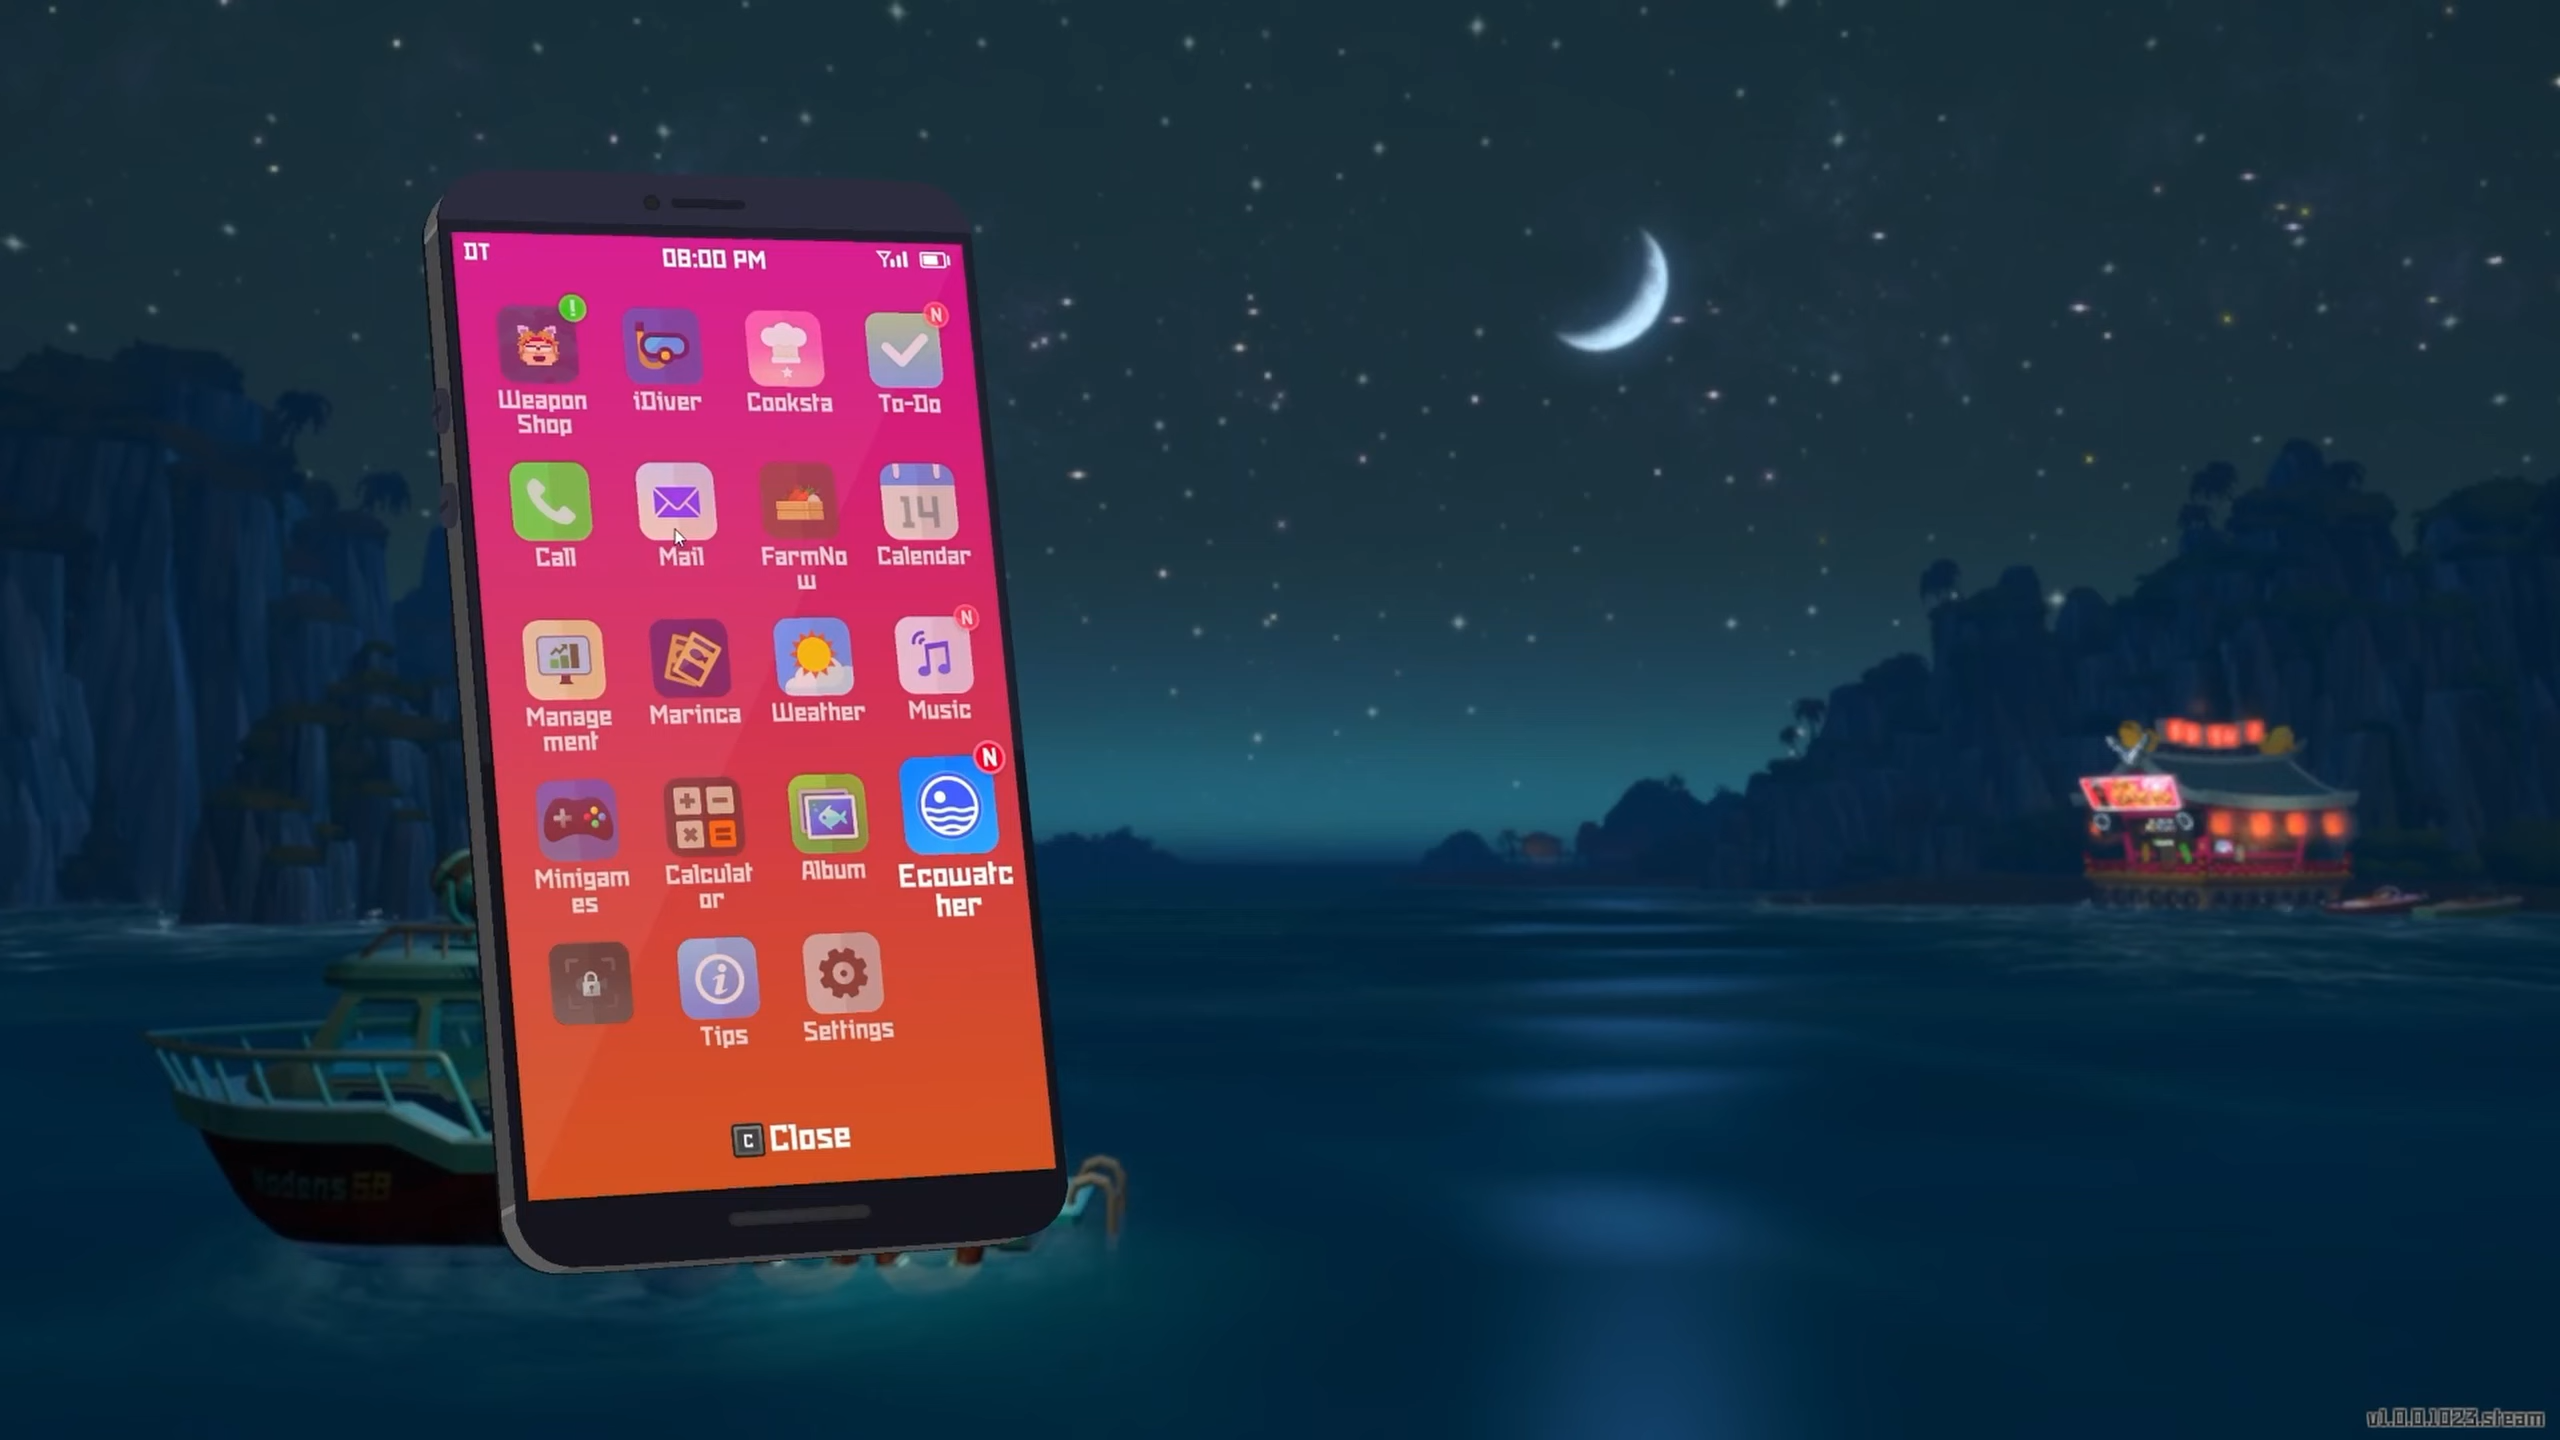 DT
08:00 PM
Weapon
Shop
iDiver
Cooksta
To-Do
N
Call
Mail
FarmNo
w
Calendar
14
Manage
ment
Marinca
Weather
Music
N
Minigam
es
Calculat
or
Album
Ecowatc
her
N
Tips
Settings
C Close
v1.0.0.1023.steam